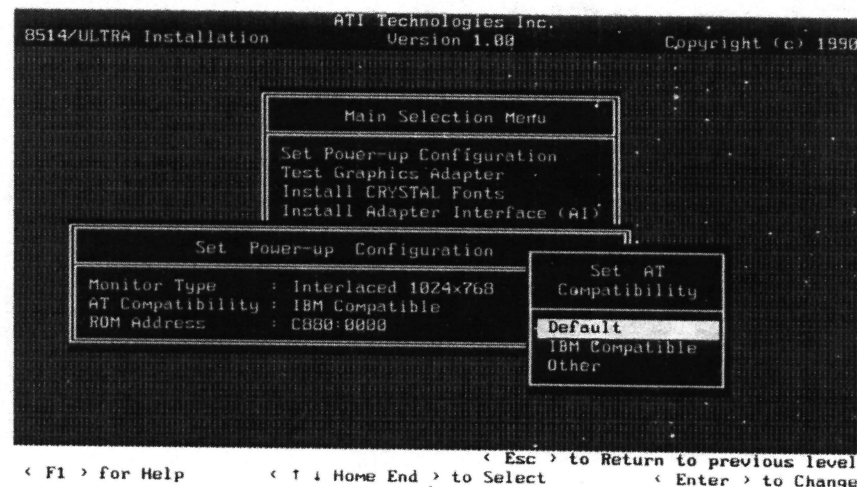 ATI Technologies Inc.
8514/ULTRA Installation Version 1.00 Copyright (c) 1990
Main Selection Menu
Set Power-up Configuration
Test Graphics Adapter
Install CRYSTAL Fonts
Install Adapter Interface (AI)
Set Power-up Configuration
Monitor Type : Interlaced 1024x768
AT Compatibility : IBM Compatible
ROM Address : C880:0000
Set AT
Compatibility
Default
IBM Compatible
Other
< Esc > to Return to previous level
< F1 > for Help < ↑ ↓ Home End > to Select < Enter > to Change